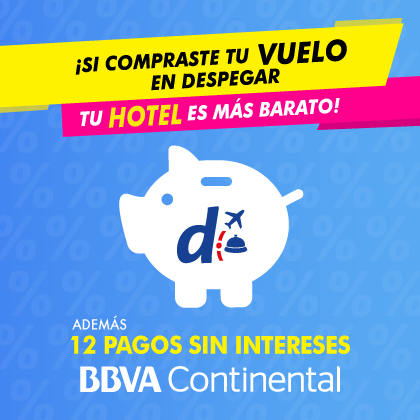 ¡SI COMPRASTE TU VUELO
EN DESPEGAR
TU HOTEL ES MÁS BARATO!
d
ADEMÁS
12 PAGOS SIN INTERESES
BBVA Continental